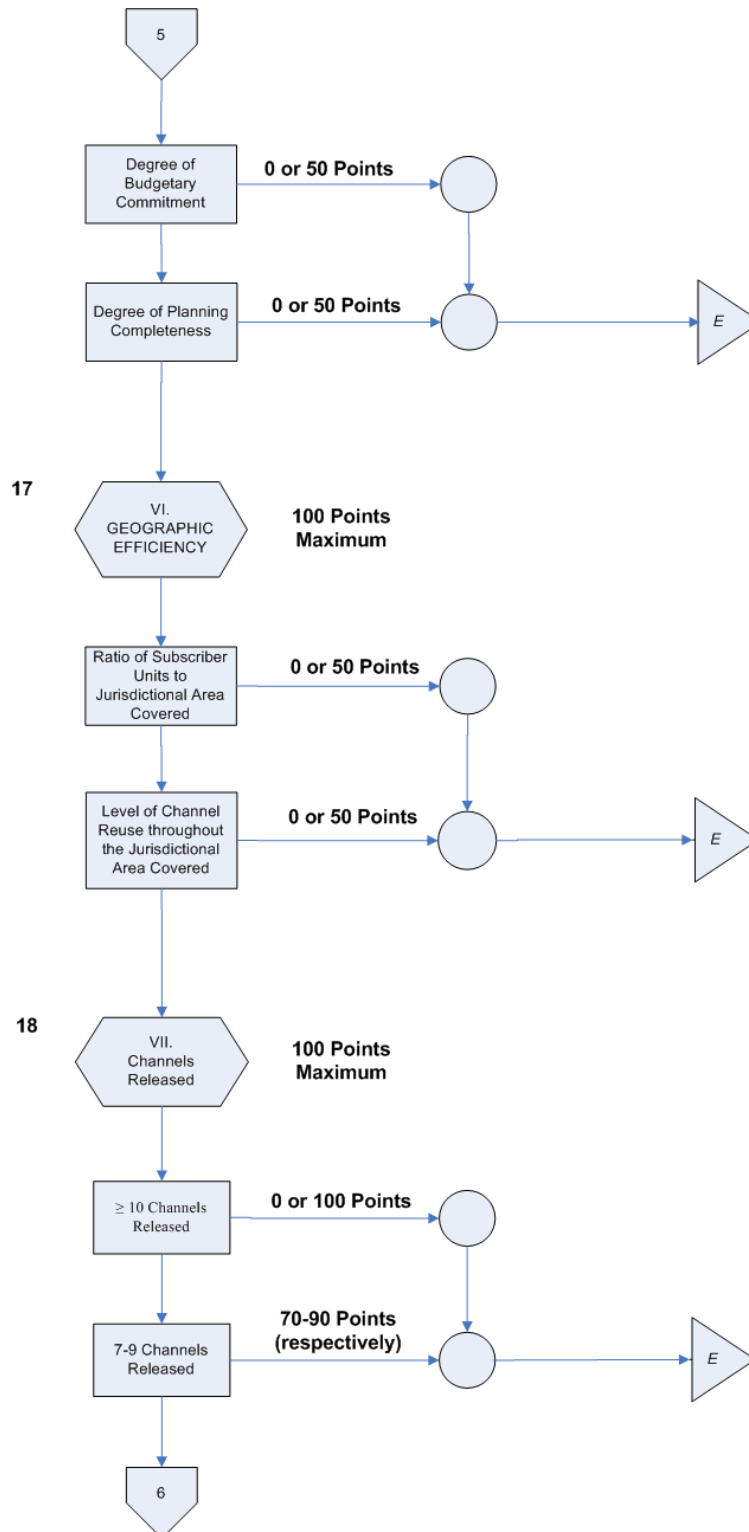 5
Degree of
Budgetary
Commitment
0 or 50 Points
Degree of Planning
Completeness
0 or 50 Points
E
17
VI.
GEOGRAPHIC
EFFICIENCY
100 Points
Maximum
Ratio of Subscriber
Units to
Jurisdictional Area
Covered
0 or 50 Points
Level of Channel
Reuse throughout
the Jurisdictional
Area Covered
0 or 50 Points
E
18
VII.
Channels
Released
100 Points
Maximum
≥ 10 Channels
Released
0 or 100 Points
7-9 Channels
Released
70-90 Points
(respectively)
E
6